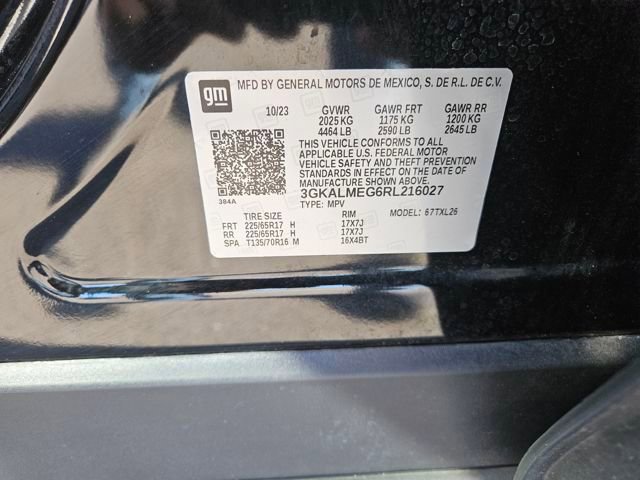 gm
MFD BY GENERAL MOTORS DE MEXICO, S. DE R.L. DE C.V.
10/23 GVWR GAWR FRT GAWR RR
2025 KG 1175 KG 1200 KG
4464 LB 2590 LB 2645 LB
THIS VEHICLE CONFORMS TO ALL
APPLICABLE U.S. FEDERAL MOTOR
VEHICLE SAFETY AND THEFT PREVENTION
STANDARDS IN EFFECT ON THE DATE OF
MANUFACTURE SHOWN ABOVE.
384A
3GKALMEG6RL216027
TYPE: MPV MODEL: 67TXL26
TIRE SIZE RIM
FRT 225/65R17 H 17X7J
RR 225/65R17 H 17X7J
SPA T135/70R16 M 16X4BT